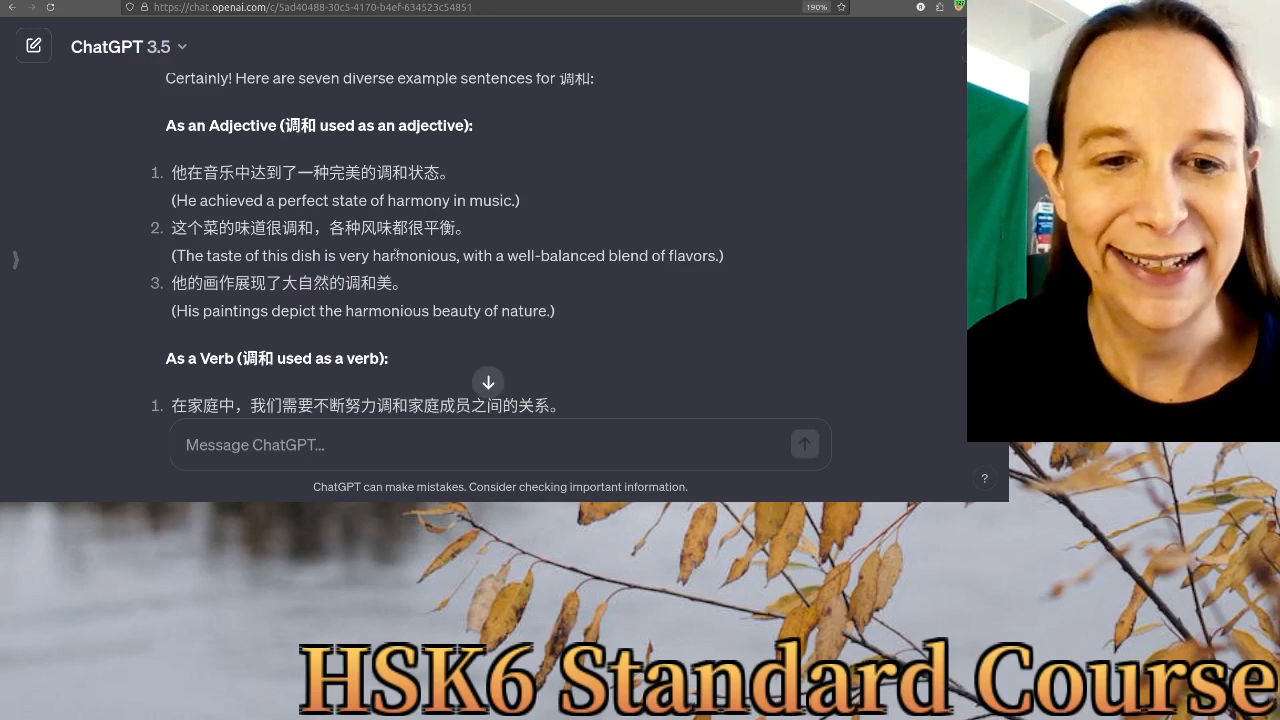 https://chat.openai.com/c/5ad40488-30c5-4170-b4ef-634523c54851
190%
ChatGPT 3.5
Certainly! Here are seven diverse example sentences for 调和:
As an Adjective (调和 used as an adjective):
1. 他在音乐中达到了一种完美的调和状态。
(He achieved a perfect state of harmony in music.)
2. 这个菜的味道很调和，各种风味都很平衡。
(The taste of this dish is very harmonious, with a well-balanced blend of flavors.)
3. 他的画作展现了大自然的调和美。
(His paintings depict the harmonious beauty of nature.)
As a Verb (调和 used as a verb):
1. 在家庭中，我们需要不断努力调和家庭成员之间的关系。
Message ChatGPT...
ChatGPT can make mistakes. Consider checking important information.
?
HSK6 Standard Course